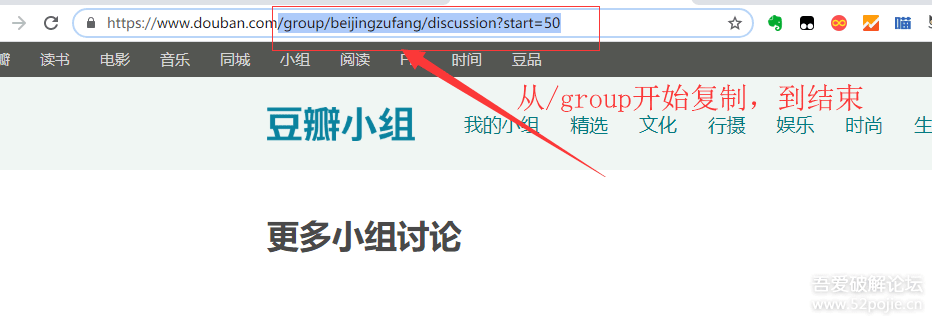 https://www.douban.com/group/beijingzufang/discussion?start=50
读书 电影 音乐 同城 小组 阅读 时间 豆品
从/group开始复制，到结束
豆瓣小组 我的小组 精选 文化 行摄 娱乐 时尚
更多小组讨论
吾爱破解论坛
www.52pojie.cn